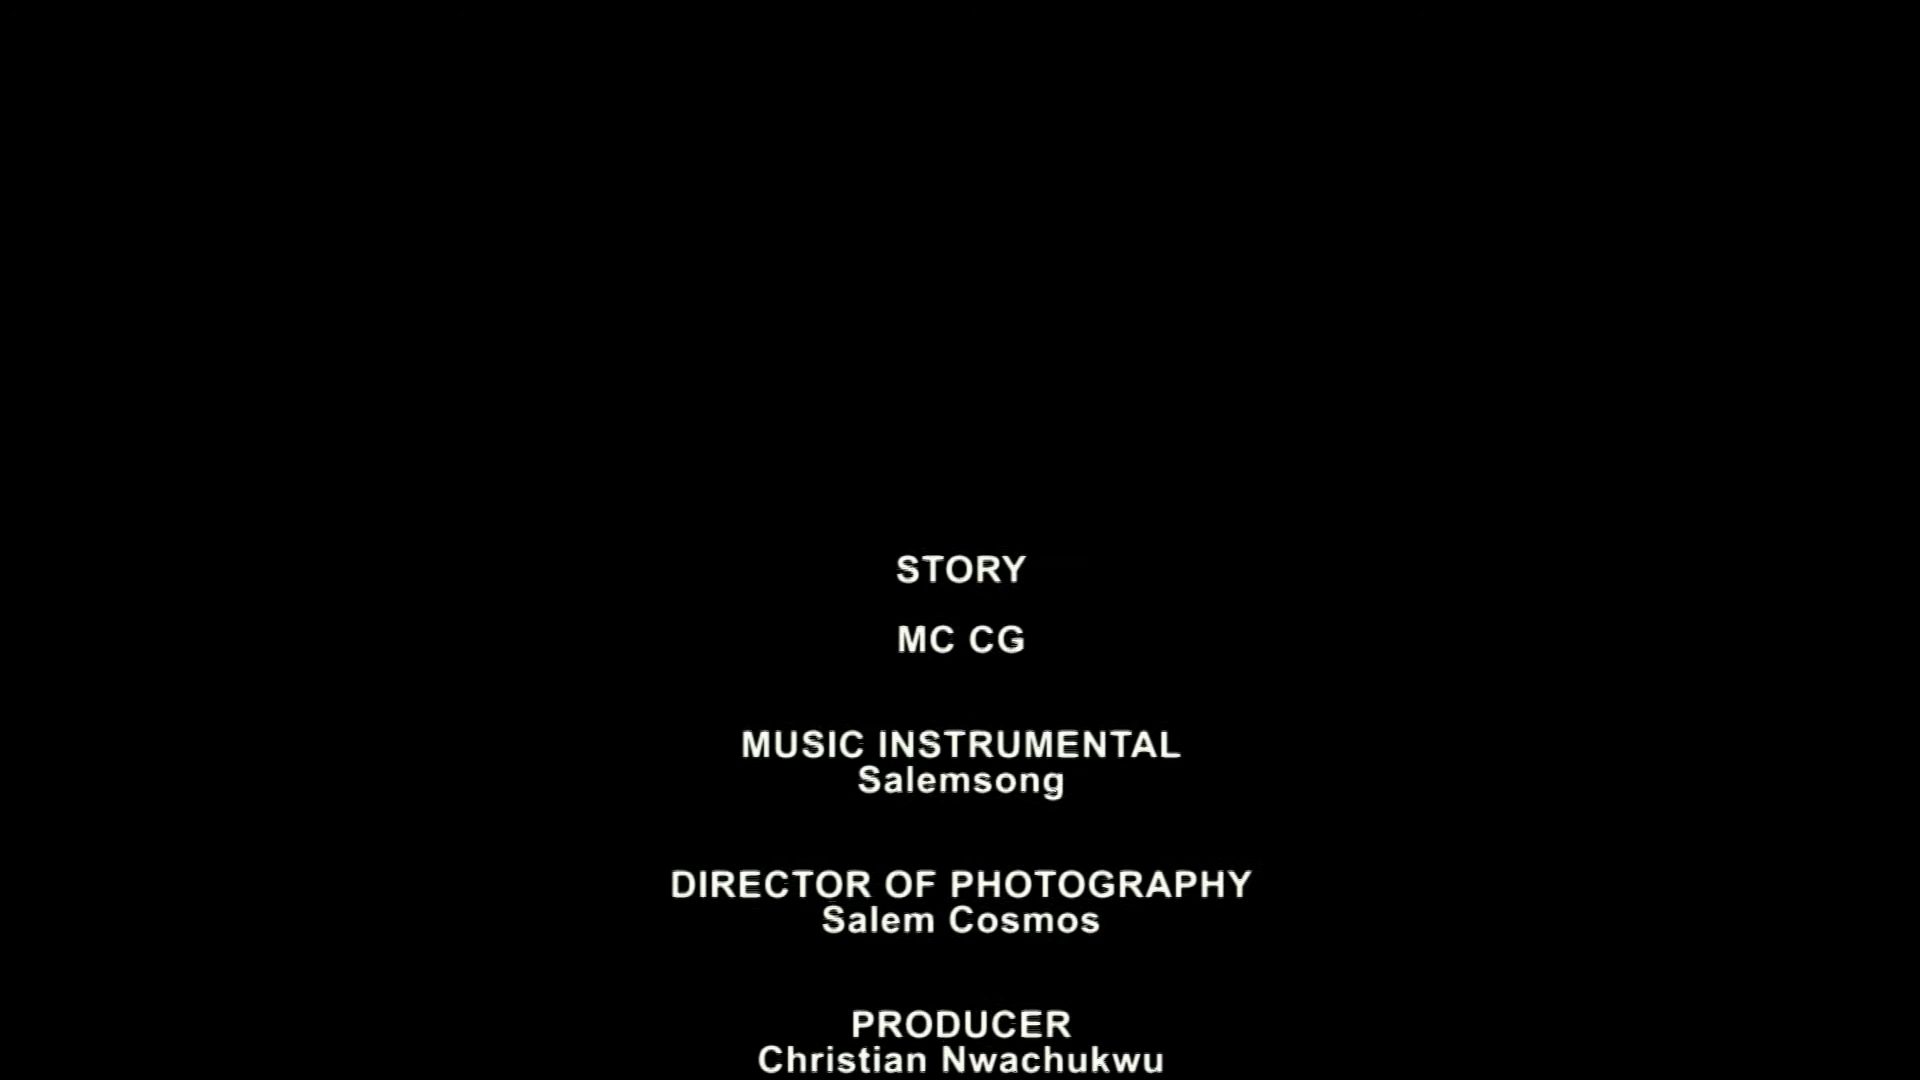 STORY
MC CG
MUSIC INSTRUMENTAL
Salemsong
DIRECTOR OF PHOTOGRAPHY
Salem Cosmos
PRODUCER
Christian Nwachukwu